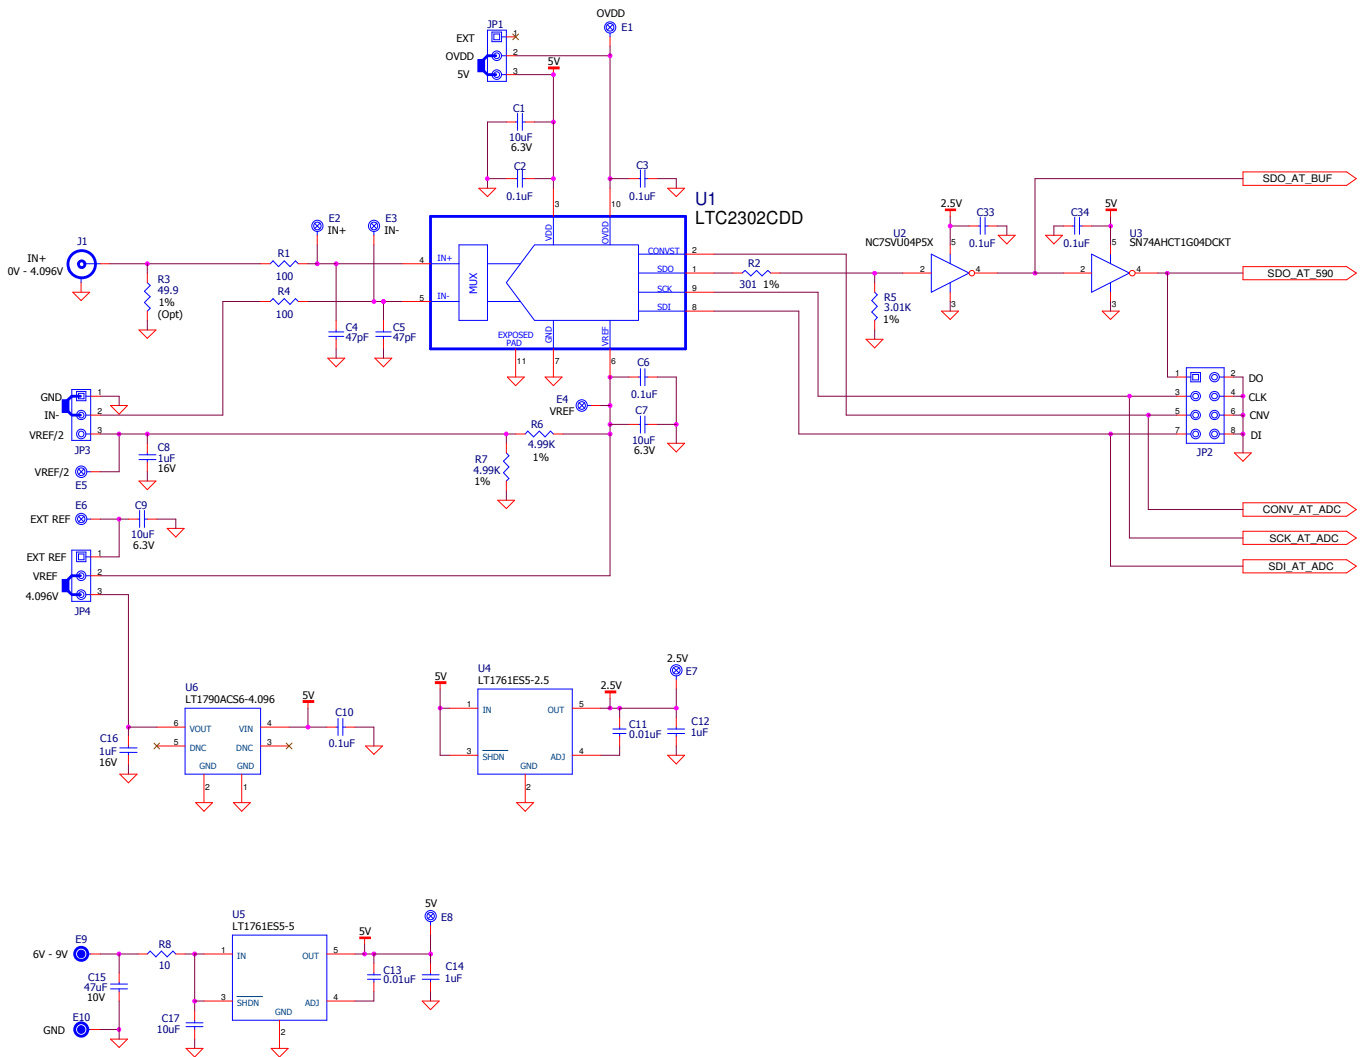 OVDD
E1
JP1
EXT
1
OVDD
2
5V
3
5V
C1
10uF
6.3V
C2
0.1uF
C3
0.1uF
3
10
U1
LTC2302CDD
VDD
OVDD
J1
IN+
0V - 4.096V
R3
49.9
1%
(Opt)
R1
100
R4
100
E2
IN+
E3
IN-
4
IN+
5
IN-
MUX
C4
47pF
C5
47pF
CONVST
2
SDO
1
SCK
9
SDI
8
EXPOSED
PAD
GND
VREF
11
7
6
R2
301 1%
R5
3.01K
1%
U2
NC7SVU04P5X
2.5V
C33
0.1uF
5
2
4
3
C34
0.1uF
5V
U3
SN74AHCT1G04DCKT
5
2
4
3
SDO_AT_BUF
SDO_AT_590
1
2
DO
3
4
CLK
5
6
CNV
7
8
DI
JP2
CONV_AT_ADC
SCK_AT_ADC
SDI_AT_ADC
C6
0.1uF
E4
VREF
C7
10uF
6.3V
R6
4.99K
1%
R7
4.99K
1%
GND
1
IN-
2
VREF/2
3
JP3
VREF/2
E5
C8
1uF
16V
E6
EXT REF
C9
10uF
6.3V
EXT REF
1
VREF
2
4.096V
3
JP4
U6
LT1790ACS6-4.096
6
VOUT
VIN
4
5
DNC
DNC
3
GND
GND
2
1
C16
1uF
16V
5V
C10
0.1uF
5V
U4
LT1761ES5-2.5
1
IN
OUT
5
3
SHDN
ADJ
4
GND
2
2.5V
2.5V
E7
C11
0.01uF
C12
1uF
E9
6V - 9V
C15
47uF
10V
E10
GND
R8
10
C17
10uF
U5
LT1761ES5-5
1
IN
OUT
5
3
SHDN
ADJ
4
GND
2
5V
5V
E8
C13
0.01uF
C14
1uF